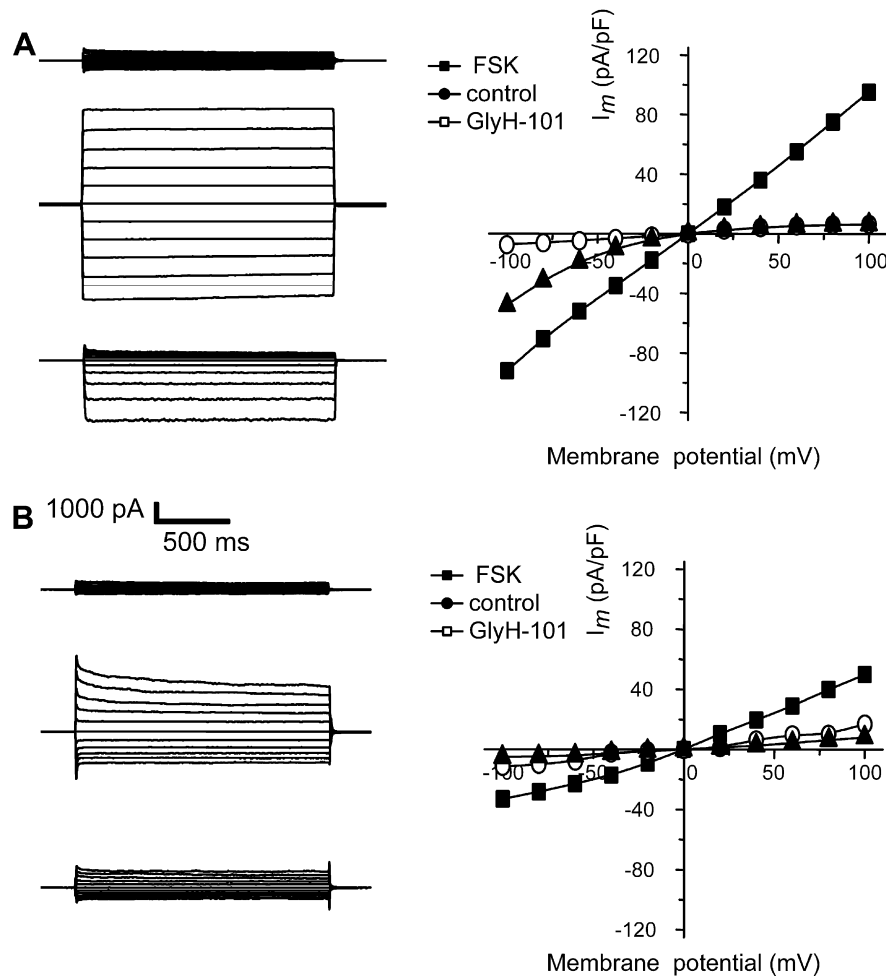 A
FSK
control
GlyH-101
I_m (pA/pF)
120
80
40
-100
-50
0
50
100
-40
-80
-120
Membrane potential (mV)
B
1000 pA
500 ms
FSK
control
GlyH-101
I_m (pA/pF)
120
80
40
-100
-50
0
50
100
-40
-80
-120
Membrane potential (mV)